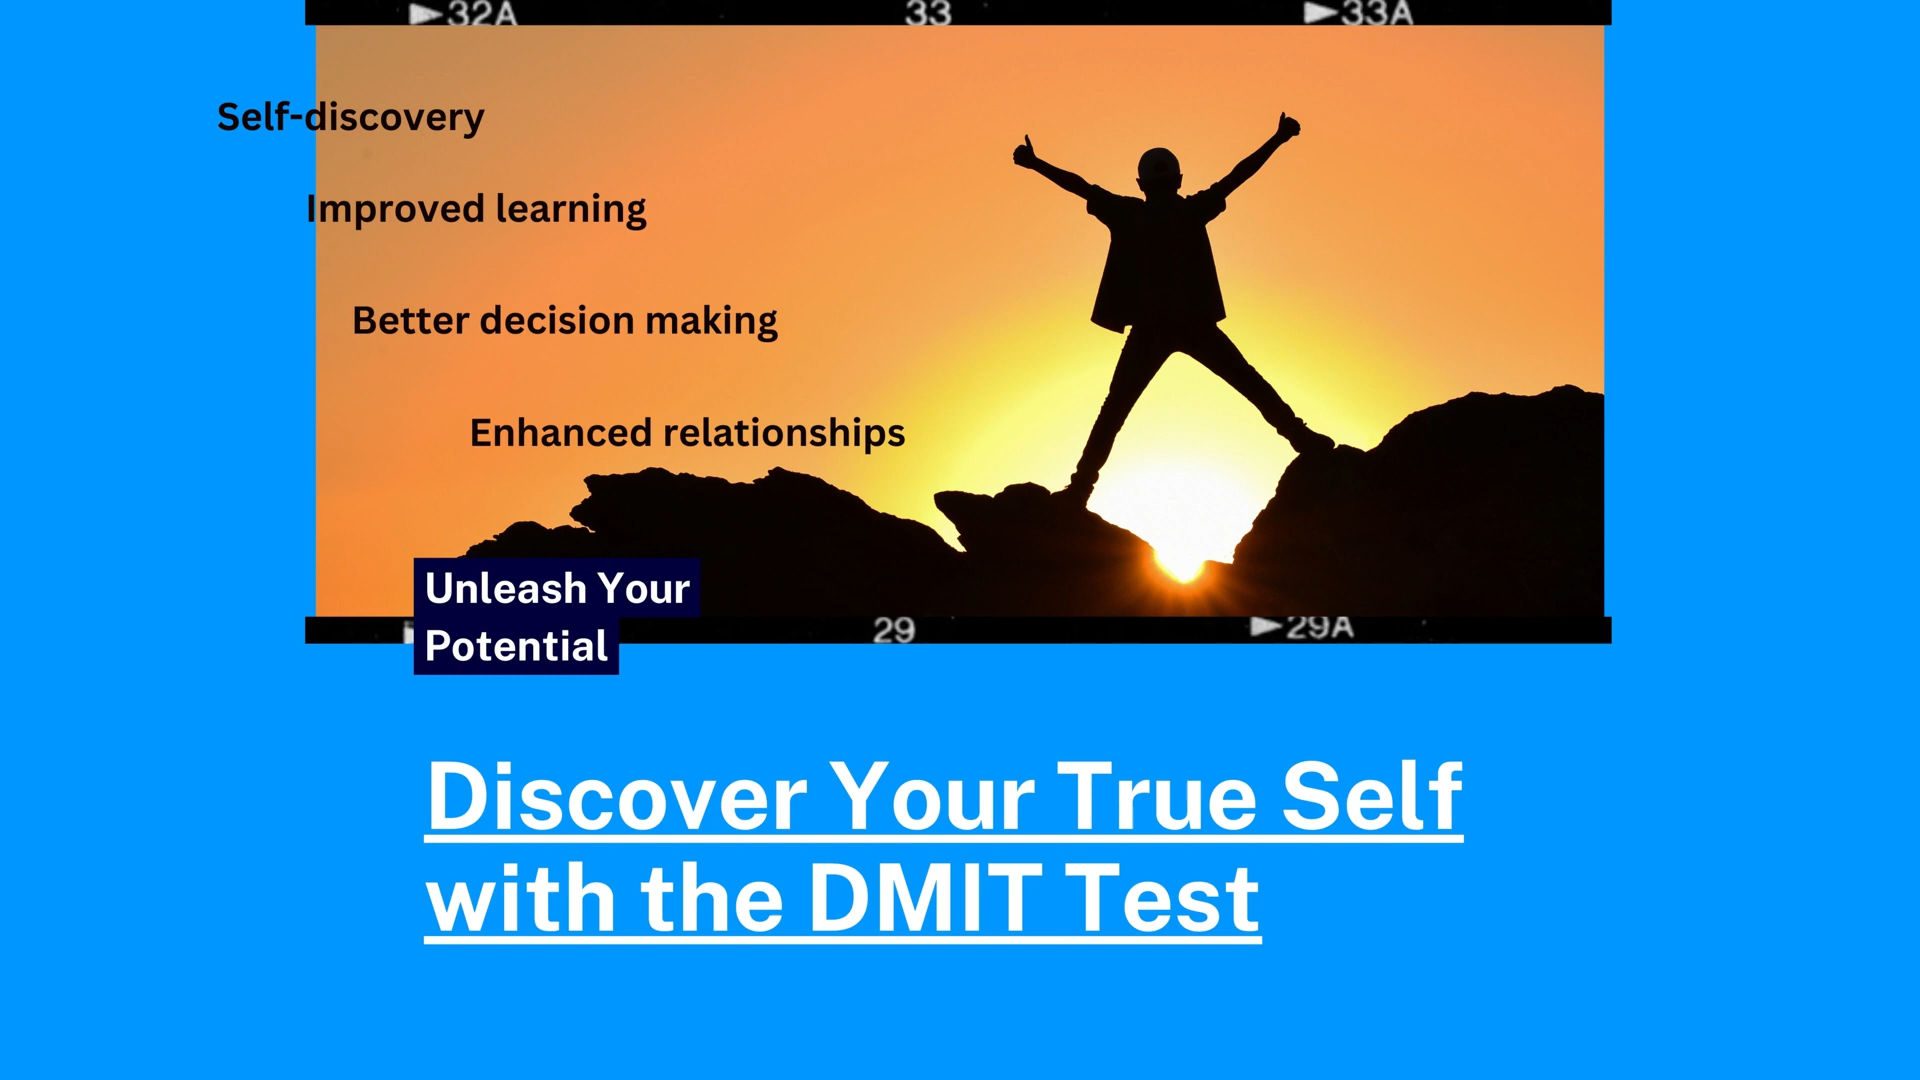 ▶32A 33 ▶33A
Self-discovery
Improved learning
Better decision making
Enhanced relationships
Unleash Your
Potential
29 ▶29A
Discover Your True Self
with the DMIT Test